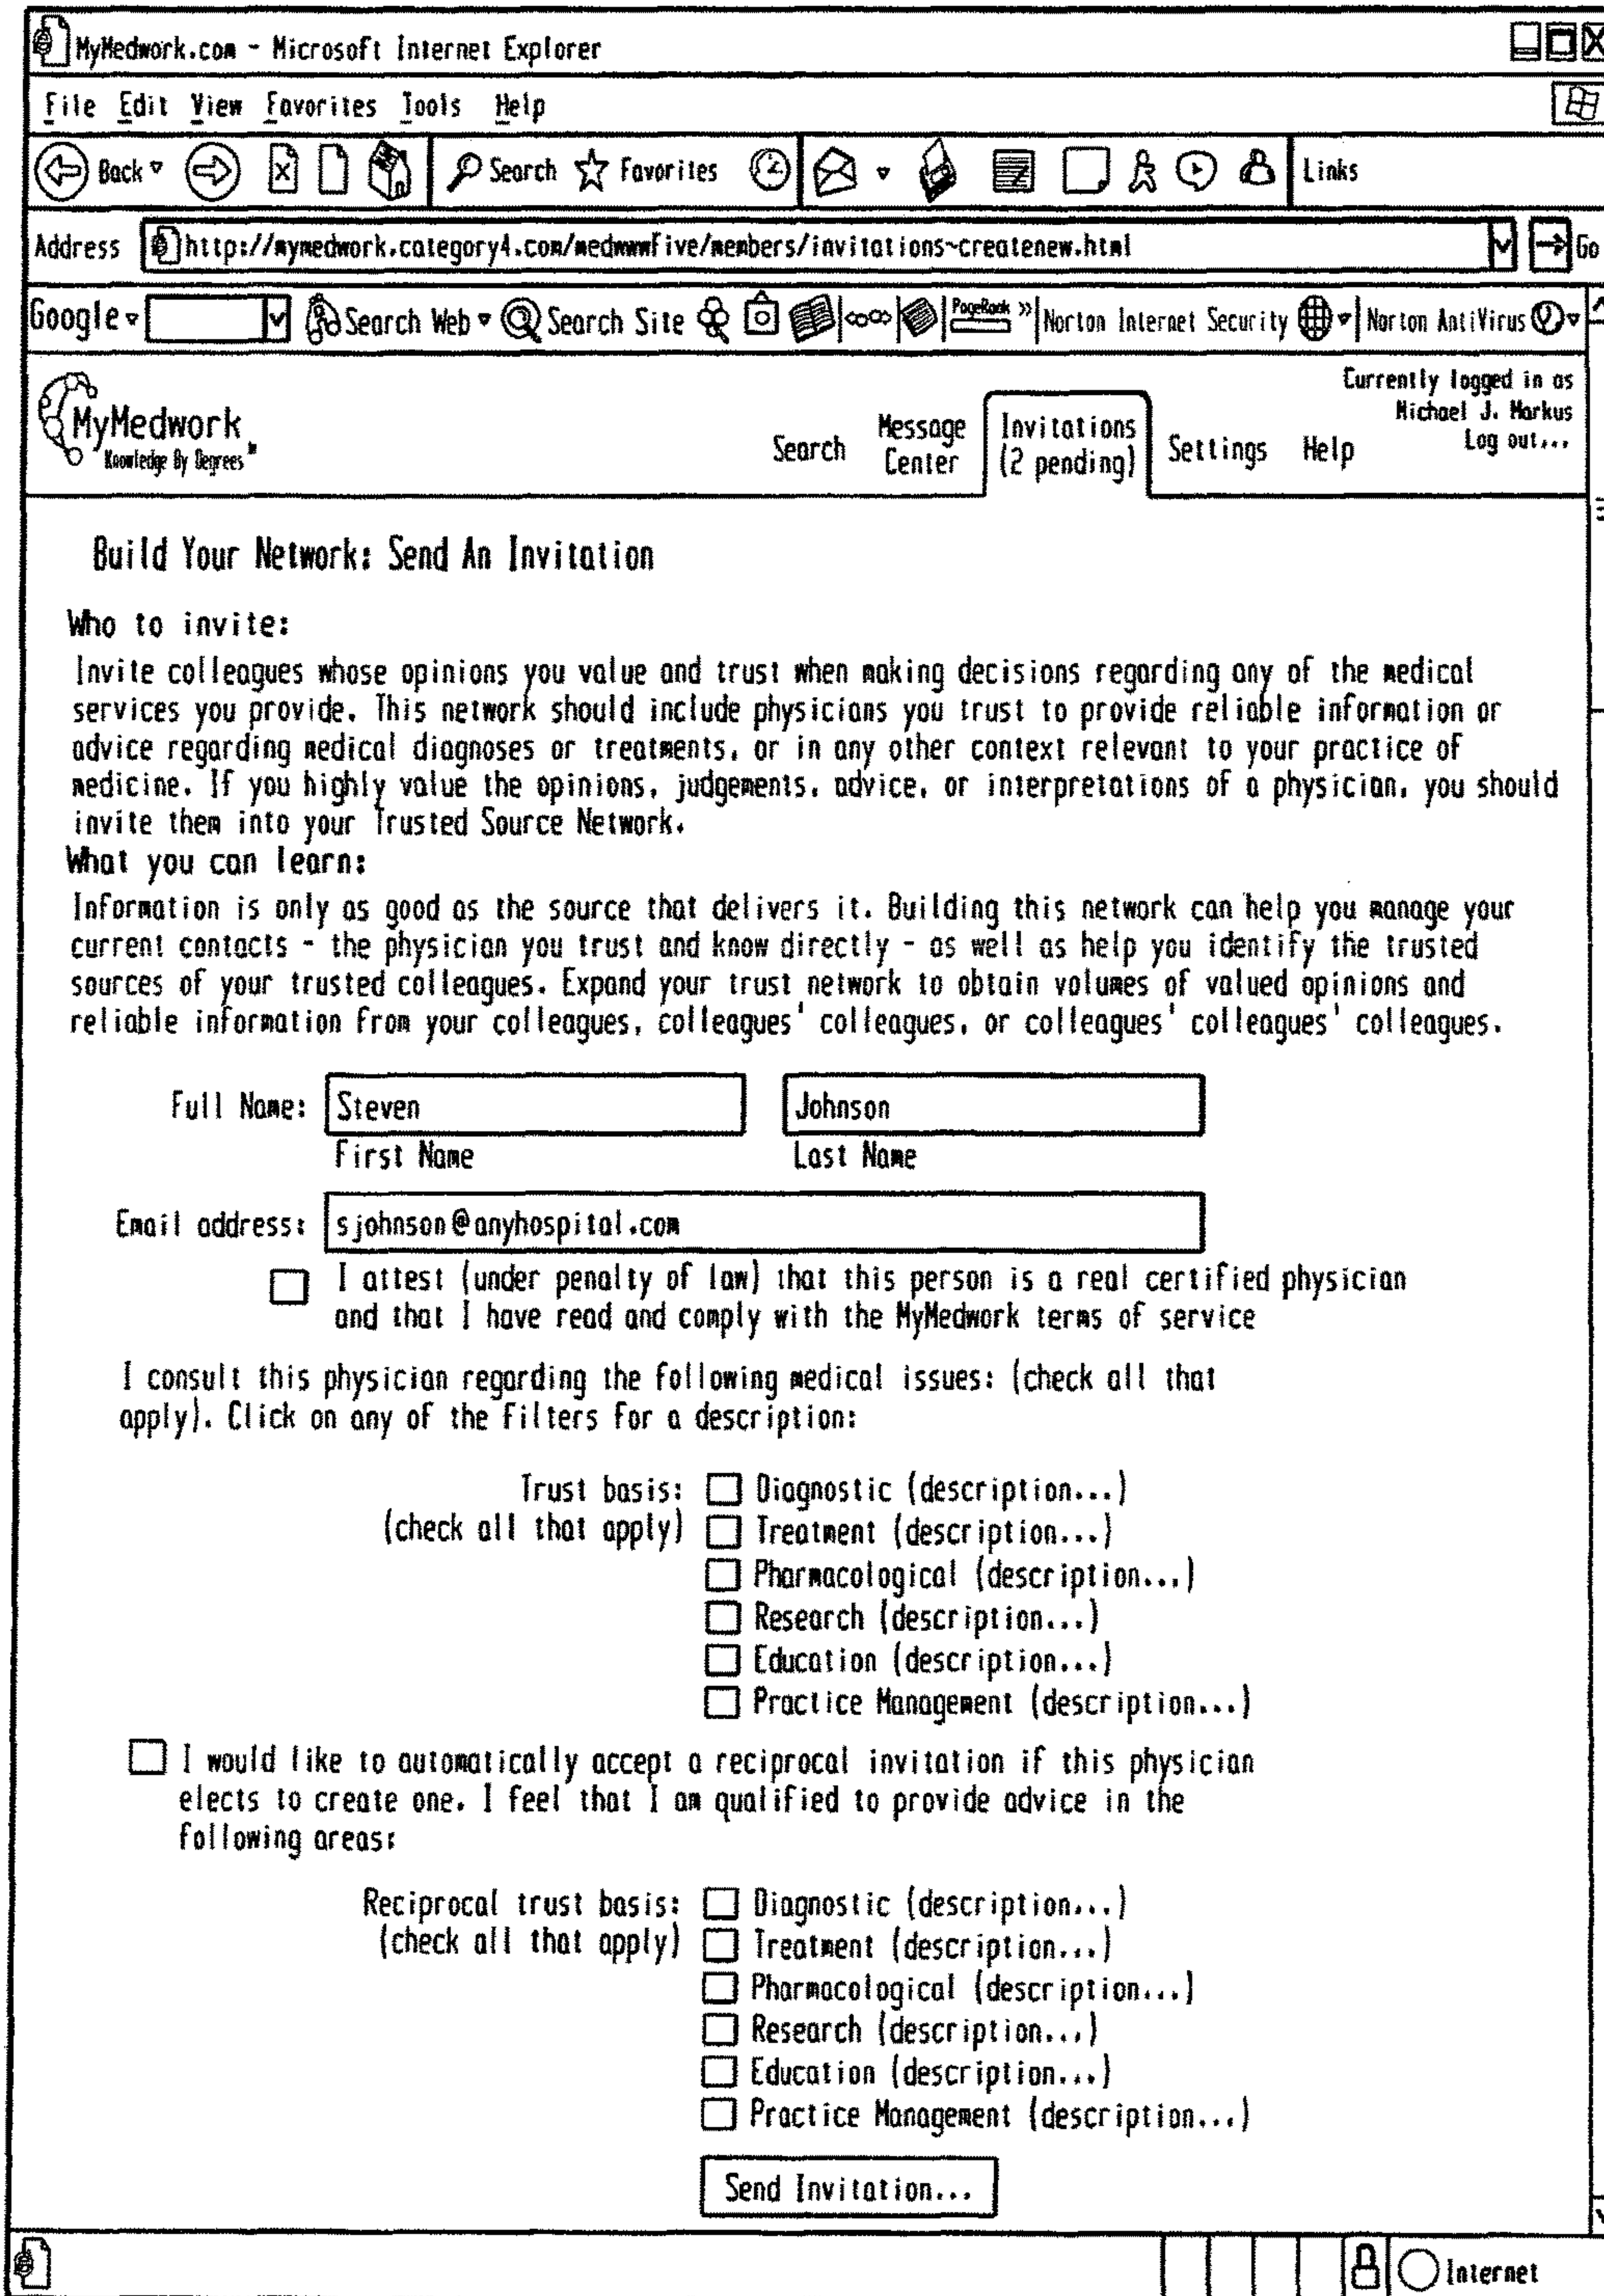 MyMedwork.com - Microsoft Internet Explorer
File Edit View Favorites Tools Help
Back Search Favorites Links
Address http://mymedwork.category4.com/medwwwfive/members/invitations~createnew.html Go
Google Search Web Search Site PageRank » Norton Internet Security Norton AntiVirus
Currently logged in as
Michael J. Markus
Log out...
MyMedwork
Knowledge By Degrees
Search Message Center Invitations (2 pending) Settings Help
Build Your Network: Send An Invitation
Who to invite:
Invite colleagues whose opinions you value and trust when making decisions regarding any of the medical
services you provide. This network should include physicians you trust to provide reliable information or
advice regarding medical diagnoses or treatments, or in any other context relevant to your practice of
medicine. If you highly value the opinions, judgements, advice, or interpretations of a physician, you should
invite them into your Trusted Source Network.
What you can learn:
Information is only as good as the source that delivers it. Building this network can help you manage your
current contacts - the physician you trust and know directly - as well as help you identify the trusted
sources of your trusted colleagues. Expand your trust network to obtain volumes of valued opinions and
reliable information from your colleagues, colleagues' colleagues, or colleagues' colleagues' colleagues.
Full Name: Steven Johnson
First Name Last Name
Email address: sjohnson@anyhospital.com
I attest (under penalty of law) that this person is a real certified physician
and that I have read and comply with the MyMedwork terms of service
I consult this physician regarding the following medical issues: (check all that
apply). Click on any of the filters for a description:
Trust basis: Diagnostic (description...)
(check all that apply) Treatment (description...)
Pharmacological (description...)
Research (description...)
Education (description...)
Practice Management (description...)
I would like to automatically accept a reciprocal invitation if this physician
elects to create one. I feel that I am qualified to provide advice in the
following areas:
Reciprocal trust basis: Diagnostic (description...)
(check all that apply) Treatment (description...)
Pharmacological (description...)
Research (description...)
Education (description...)
Practice Management (description...)
Send Invitation...
Internet